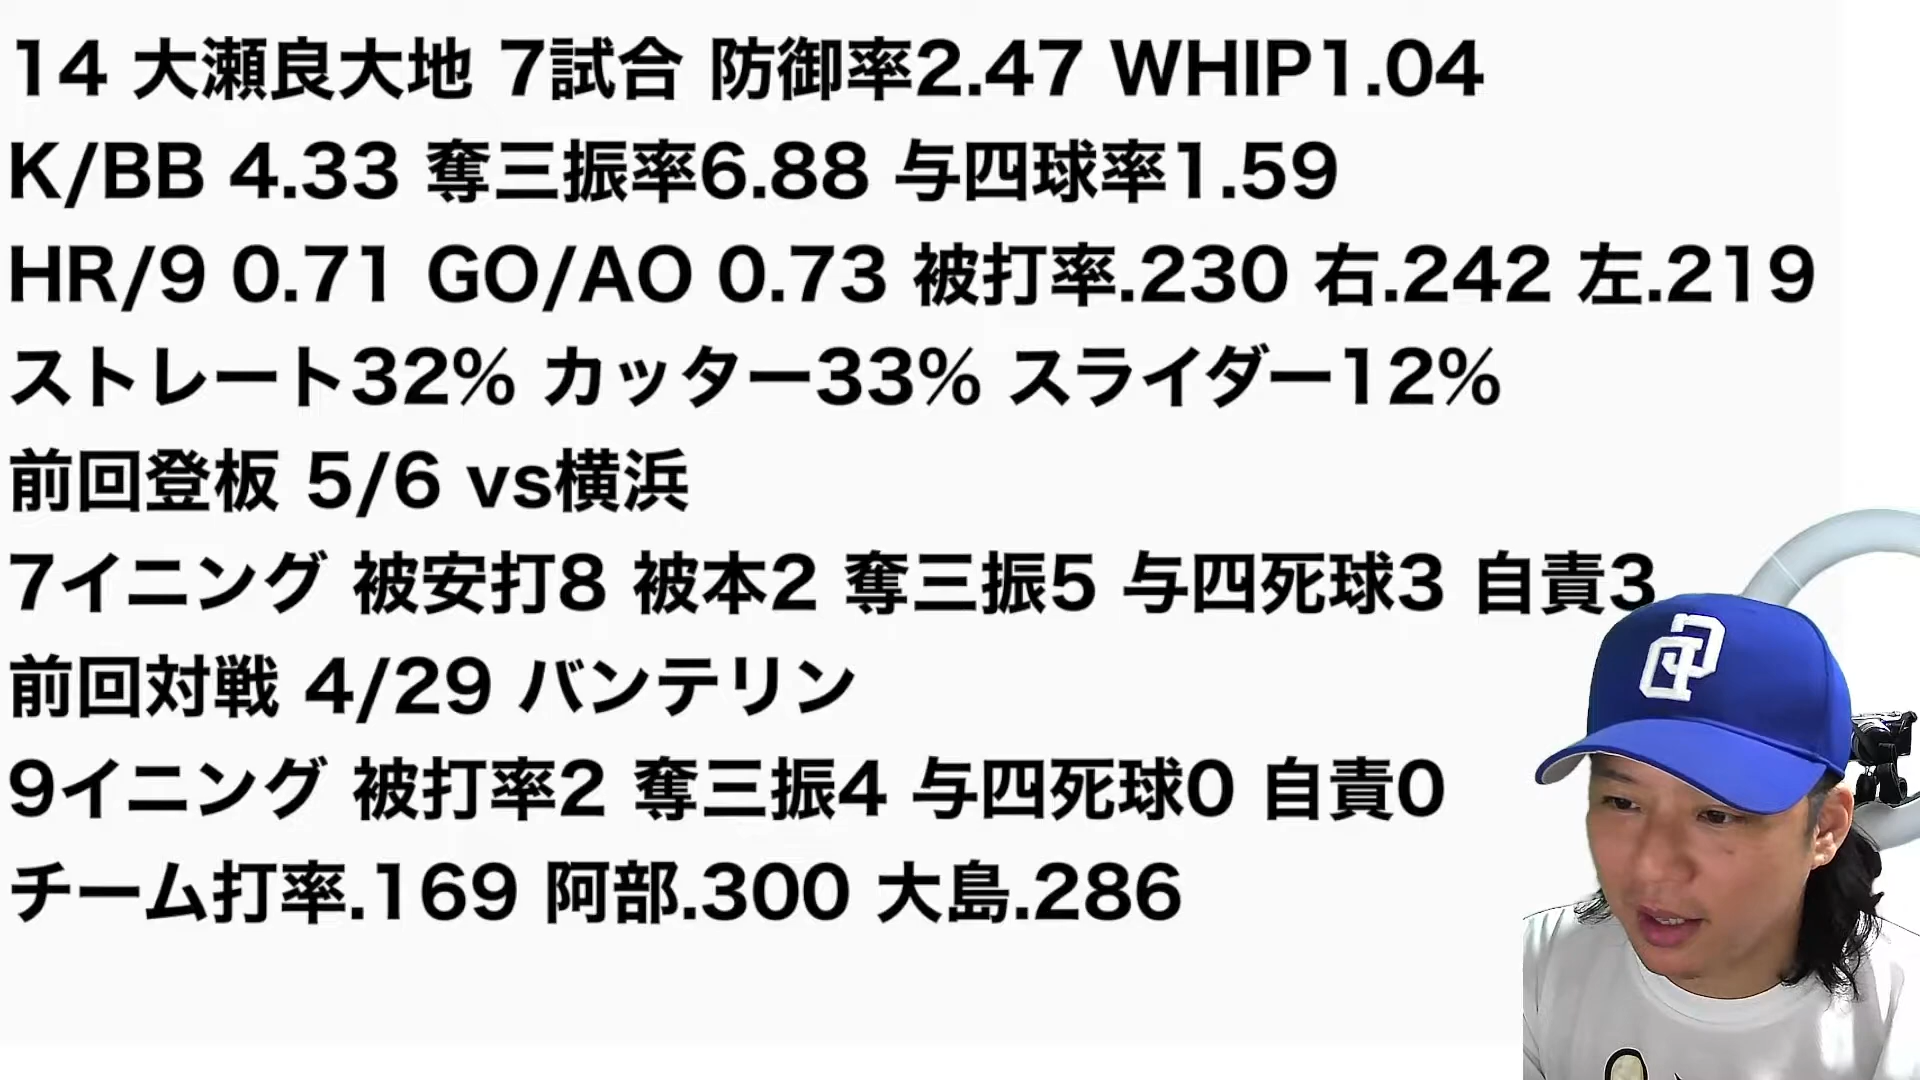 14 大瀬良大地 7試合 防御率2.47 WHIP1.04
K/BB 4.33 奪三振率6.88 与四球率1.59
HR/9 0.71 GO/AO 0.73 被打率.230 右.242 左.219
ストレート32% カッター33% スライダー12%
前回登板 5/6 vs横浜
7イニング 被安打8 被本2 奪三振5 与四死球3 自責3
前回対戦 4/29 バンテリン
9イニング 被打率2 奪三振4 与四死球0 自責0
チーム打率.169 阿部.300 大島.286